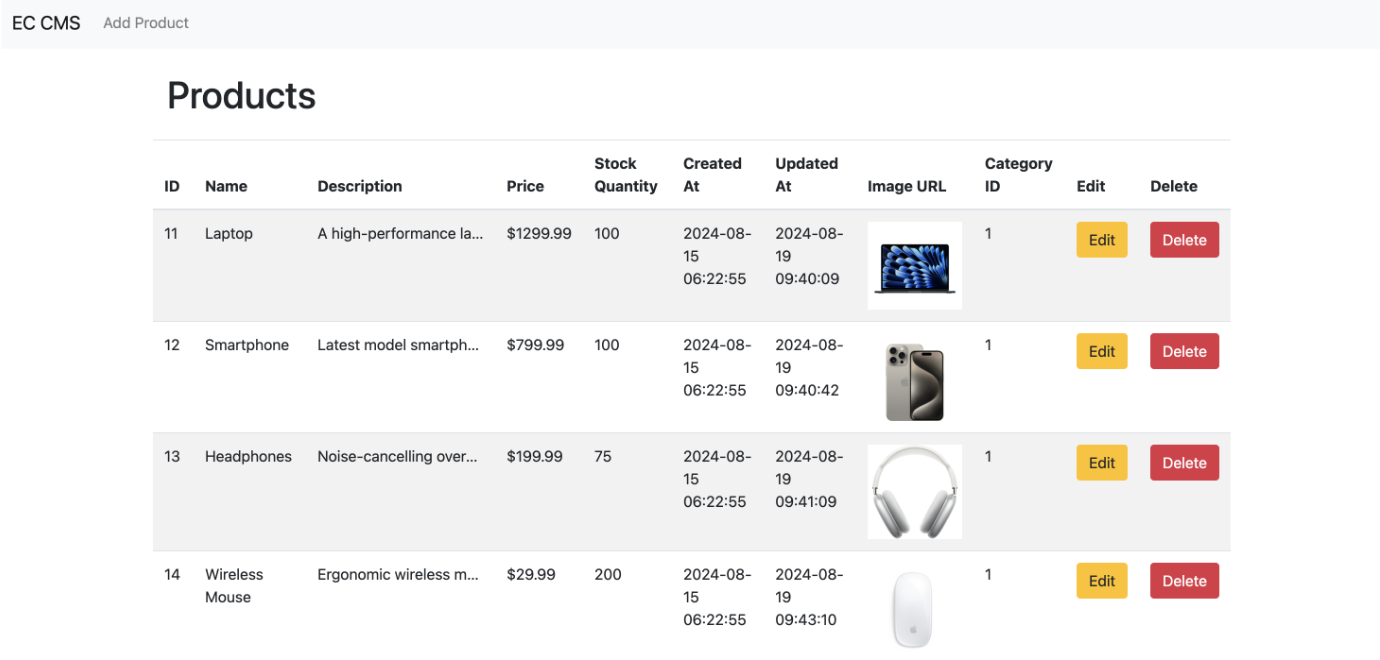 EC CMS Add Product
Products
ID Name Description Price Stock Quantity Created At Updated At Image URL Category ID Edit Delete
11 Laptop A high-performance la... $1299.99 100 2024-08-15 06:22:55 2024-08-19 09:40:09 1 Edit Delete
12 Smartphone Latest model smartph... $799.99 100 2024-08-15 06:22:55 2024-08-19 09:40:42 1 Edit Delete
13 Headphones Noise-cancelling over... $199.99 75 2024-08-15 06:22:55 2024-08-19 09:41:09 1 Edit Delete
14 Wireless Mouse Ergonomic wireless m... $29.99 200 2024-08-15 06:22:55 2024-08-19 09:43:10 1 Edit Delete